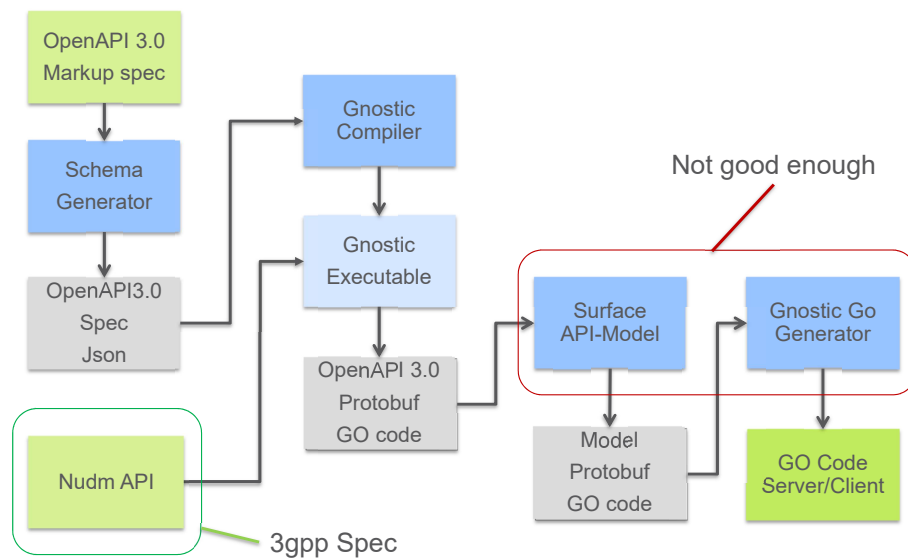 OpenAPI 3.0
Markup spec
Schema
Generator
OpenAPI3.0
Spec
Json
Nudm API
3gpp Spec
Gnostic
Compiler
Gnostic
Executable
OpenAPI 3.0
Protobuf
GO code
Not good enough
Surface
API-Model
Model
Protobuf
GO code
Gnostic Go
Generator
GO Code
Server/Client